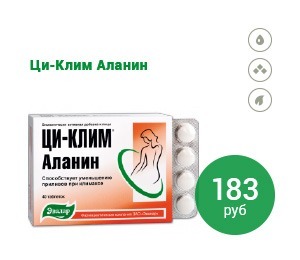 Ци-Клим Аланин
Биологически активная добавка к пище
ЦИ-КЛИМ®
Аланин
Способствует уменьшению
приливов при климаксе
40 таблеток
Эвалар
183
руб